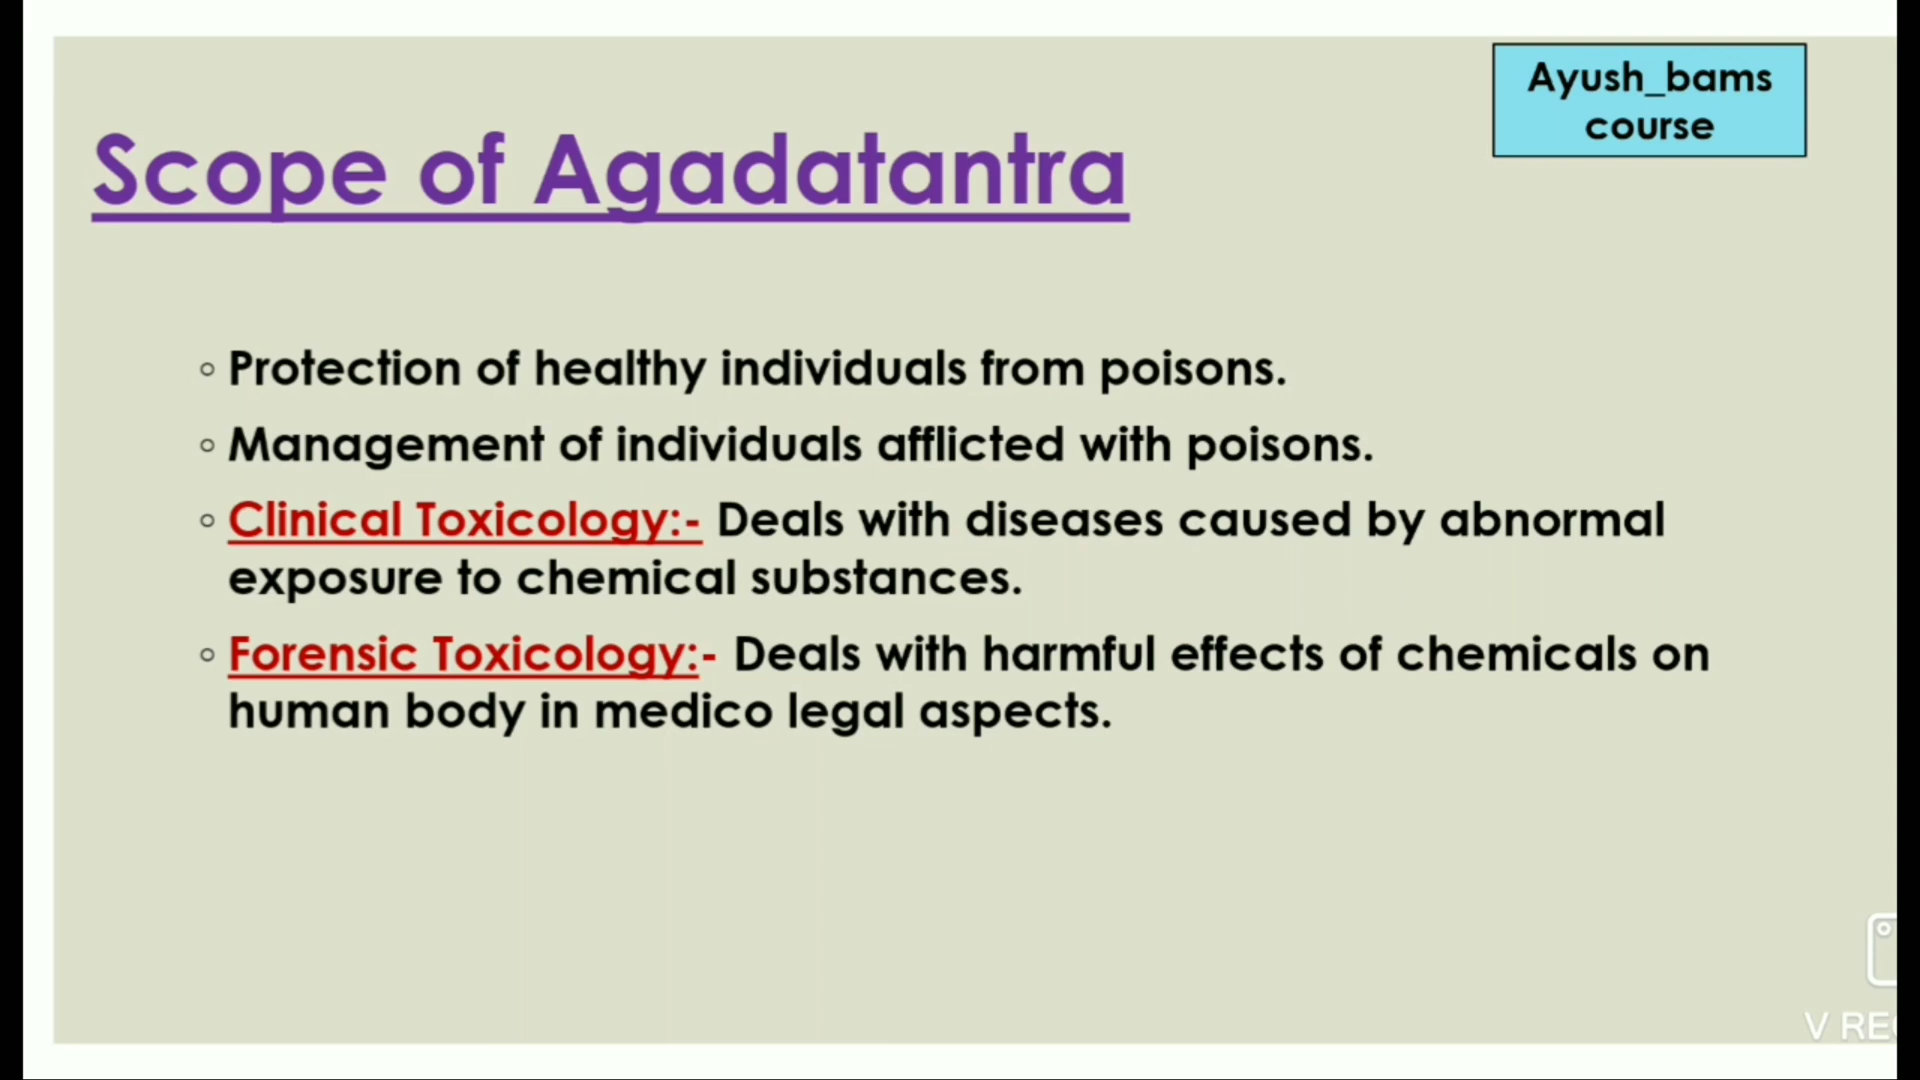 Ayush_bams
course
Scope of Agadatantra
◦ Protection of healthy individuals from poisons.
◦ Management of individuals afflicted with poisons.
◦ Clinical Toxicology:- Deals with diseases caused by abnormal
exposure to chemical substances.
◦ Forensic Toxicology:- Deals with harmful effects of chemicals on
human body in medico legal aspects.
V REC